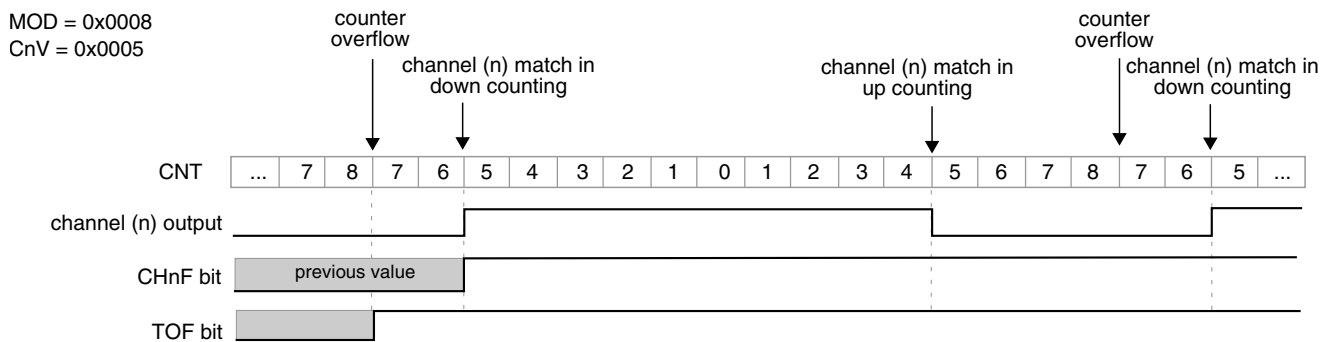 MOD = 0x0008
CnV = 0x0005
counter
overflow
channel (n) match in
down counting
channel (n) match in
up counting
counter
overflow
channel (n) match in
down counting
CNT ... 7 8 7 6 5 4 3 2 1 0 1 2 3 4 5 6 7 8 7 6 5 ...
channel (n) output
CHnF bit previous value
TOF bit